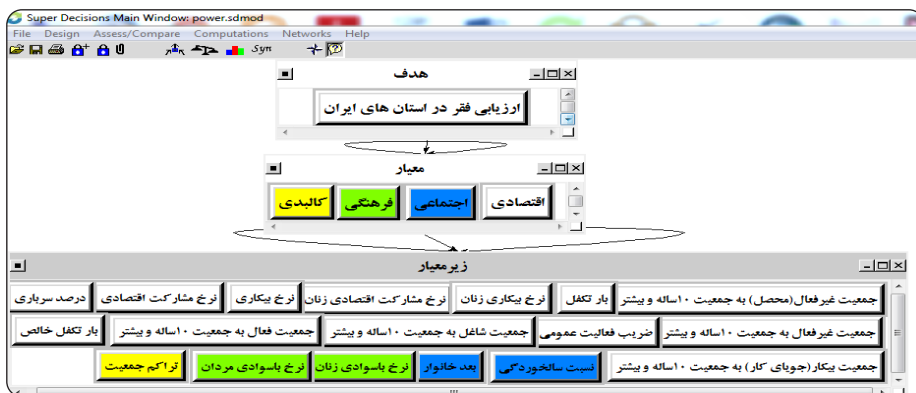 Super Decisions Main Window: power.sdmod
File Design Assess/Compare Computations Networks Help
Syn
هدف
ارزیابی فقر در استان های ایران
معیار
اقتصادی اجتماعی فرهنگی کالبدی
زیرمعیار
جمعیت غیرفعال(محصل) به جمعیت ۱۰ساله و بیشتر بار تکفل نرخ بیکاری زنان نرخ مشارکت اقتصادی زنان نرخ بیکاری نرخ مشارکت اقتصادی درصد سرباری
جمعیت غیرفعال به جمعیت ۱۰ساله و بیشتر ضریب فعالیت عمومی جمعیت شاغل به جمعیت ۱۰ساله و بیشتر جمعیت فعال به جمعیت ۱۰ساله و بیشتر بار تکفل خالص
جمعیت بیکار(جویای کار) به جمعیت ۱۰ساله و بیشتر نسبت سالخوردگی بعد خانوار نرخ باسوادی زنان نرخ باسوادی مردان تراکم جمعیت